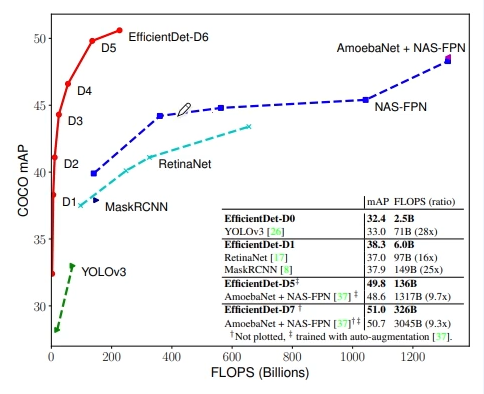 COCO mAP
50
45
40
35
30
EfficientDet-D6
D5
D4
D3
D2
D1
AmoebaNet + NAS-FPN
NAS-FPN
RetinaNet
MaskRCNN
YOLOv3
mAP FLOPS (ratio)
EfficientDet-D0 32.4 2.5B
YOLOv3 [26] 33.0 71B (28x)
EfficientDet-D1 38.3 6.0B
RetinaNet [17] 37.0 97B (16x)
MaskRCNN [8] 37.9 149B (25x)
EfficientDet-D5‡ 49.8 136B
AmoebaNet + NAS-FPN [37] ‡ 48.6 1317B (9.7x)
EfficientDet-D7 † 51.0 326B
AmoebaNet + NAS-FPN [37]†‡ 50.7 3045B (9.3x)
†Not plotted, ‡ trained with auto-augmentation [37].
0 200 400 600 800 1000 1200
FLOPS (Billions)